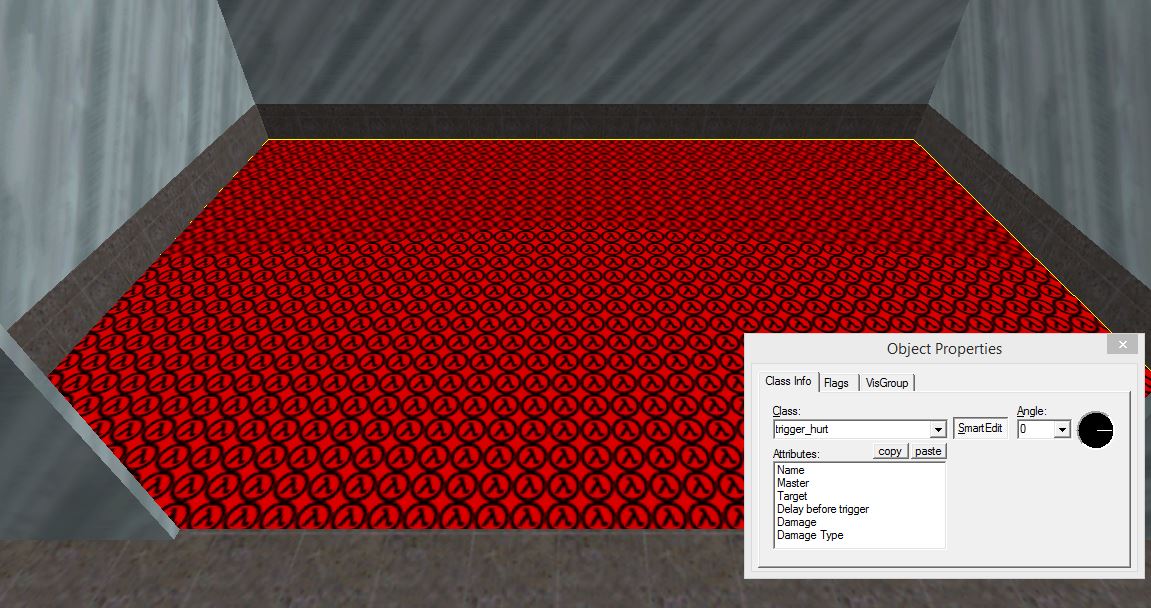 Object Properties
Class Info Flags VisGroup
Class: Angle:
trigger_hurt SmartEdit 0
Attributes: copy paste
Name
Master
Target
Delay before trigger
Damage
Damage Type